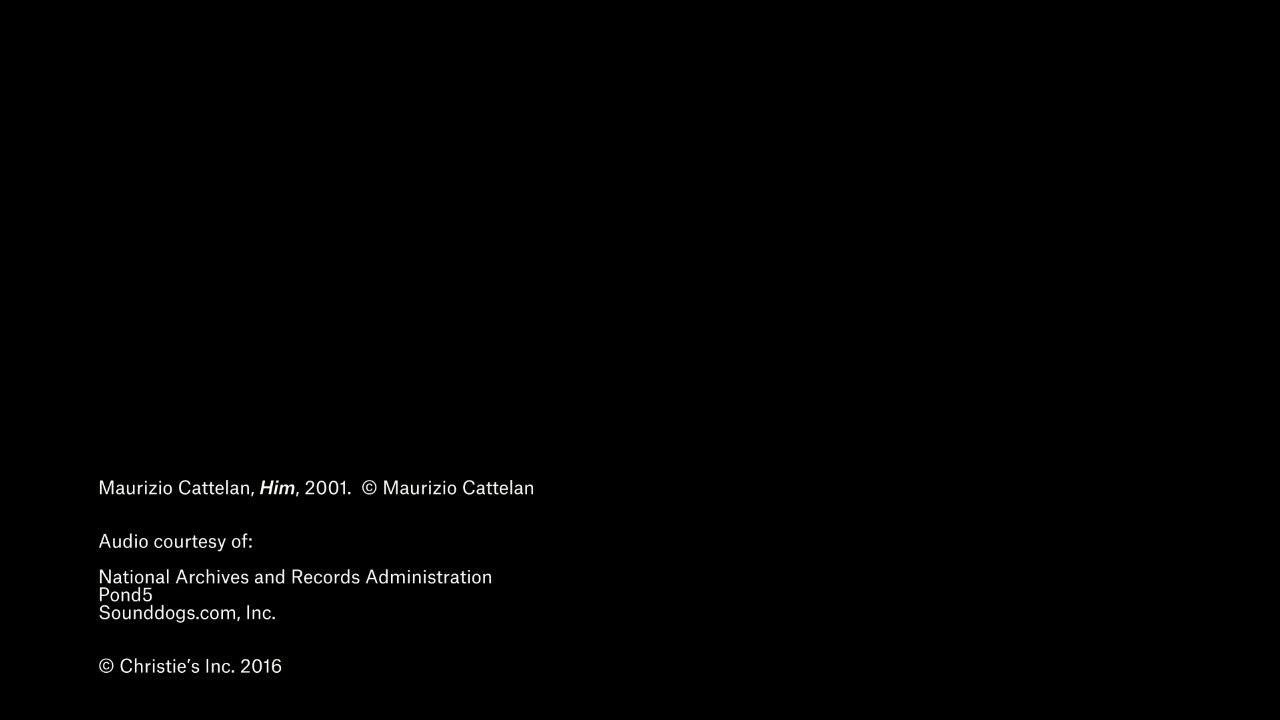 Maurizio Cattelan, Him, 2001.  © Maurizio Cattelan
Audio courtesy of:
National Archives and Records Administration
Pond5
Sounddogs.com, Inc.
© Christie’s Inc. 2016